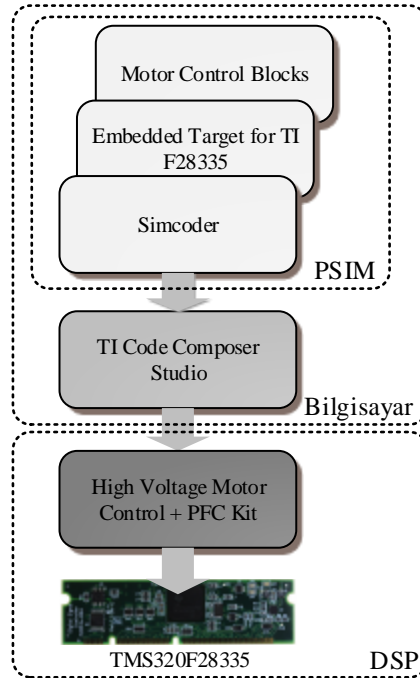 Motor Control Blocks
Embedded Target for TI
F28335
Simcoder
PSIM
TI Code Composer
Studio
Bilgisayar
High Voltage Motor
Control + PFC Kit
TMS320F28335
DSP